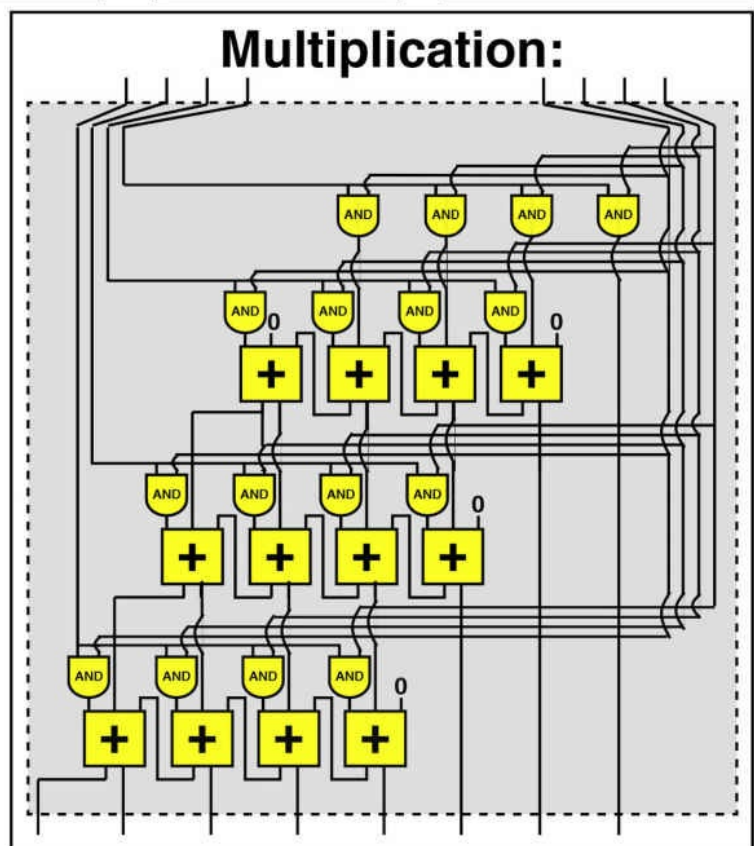 Multiplication:
AND AND AND AND
AND AND AND AND
0 0
+ + + +
AND AND AND AND
0
+ + + +
AND AND AND AND
0
+ + + +